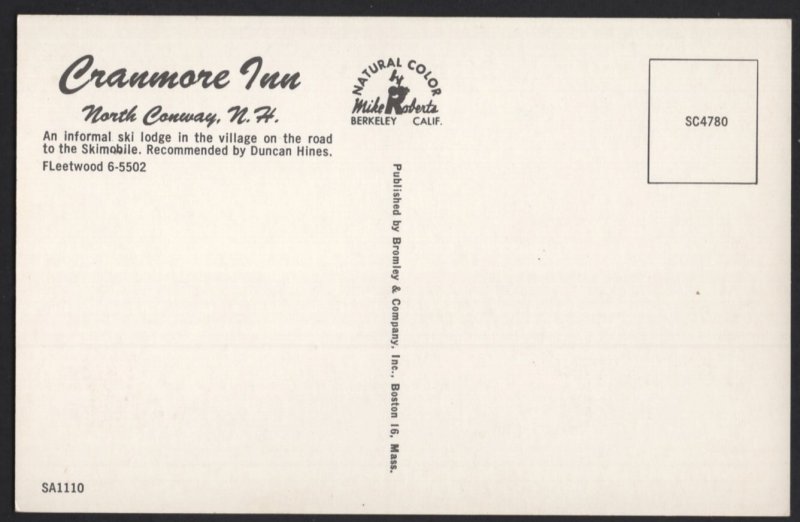 Cranmore Inn
North Conway, N. H.
An informal ski lodge in the village on the road
to the Skimobile. Recommended by Duncan Hines.
FLeetwood 6-5502
NATURAL COLOR
by
Mike Roberts
BERKELEY CALIF.
SC4780
Published by Bromley & Company, Inc., Boston 16, Mass.
SA1110